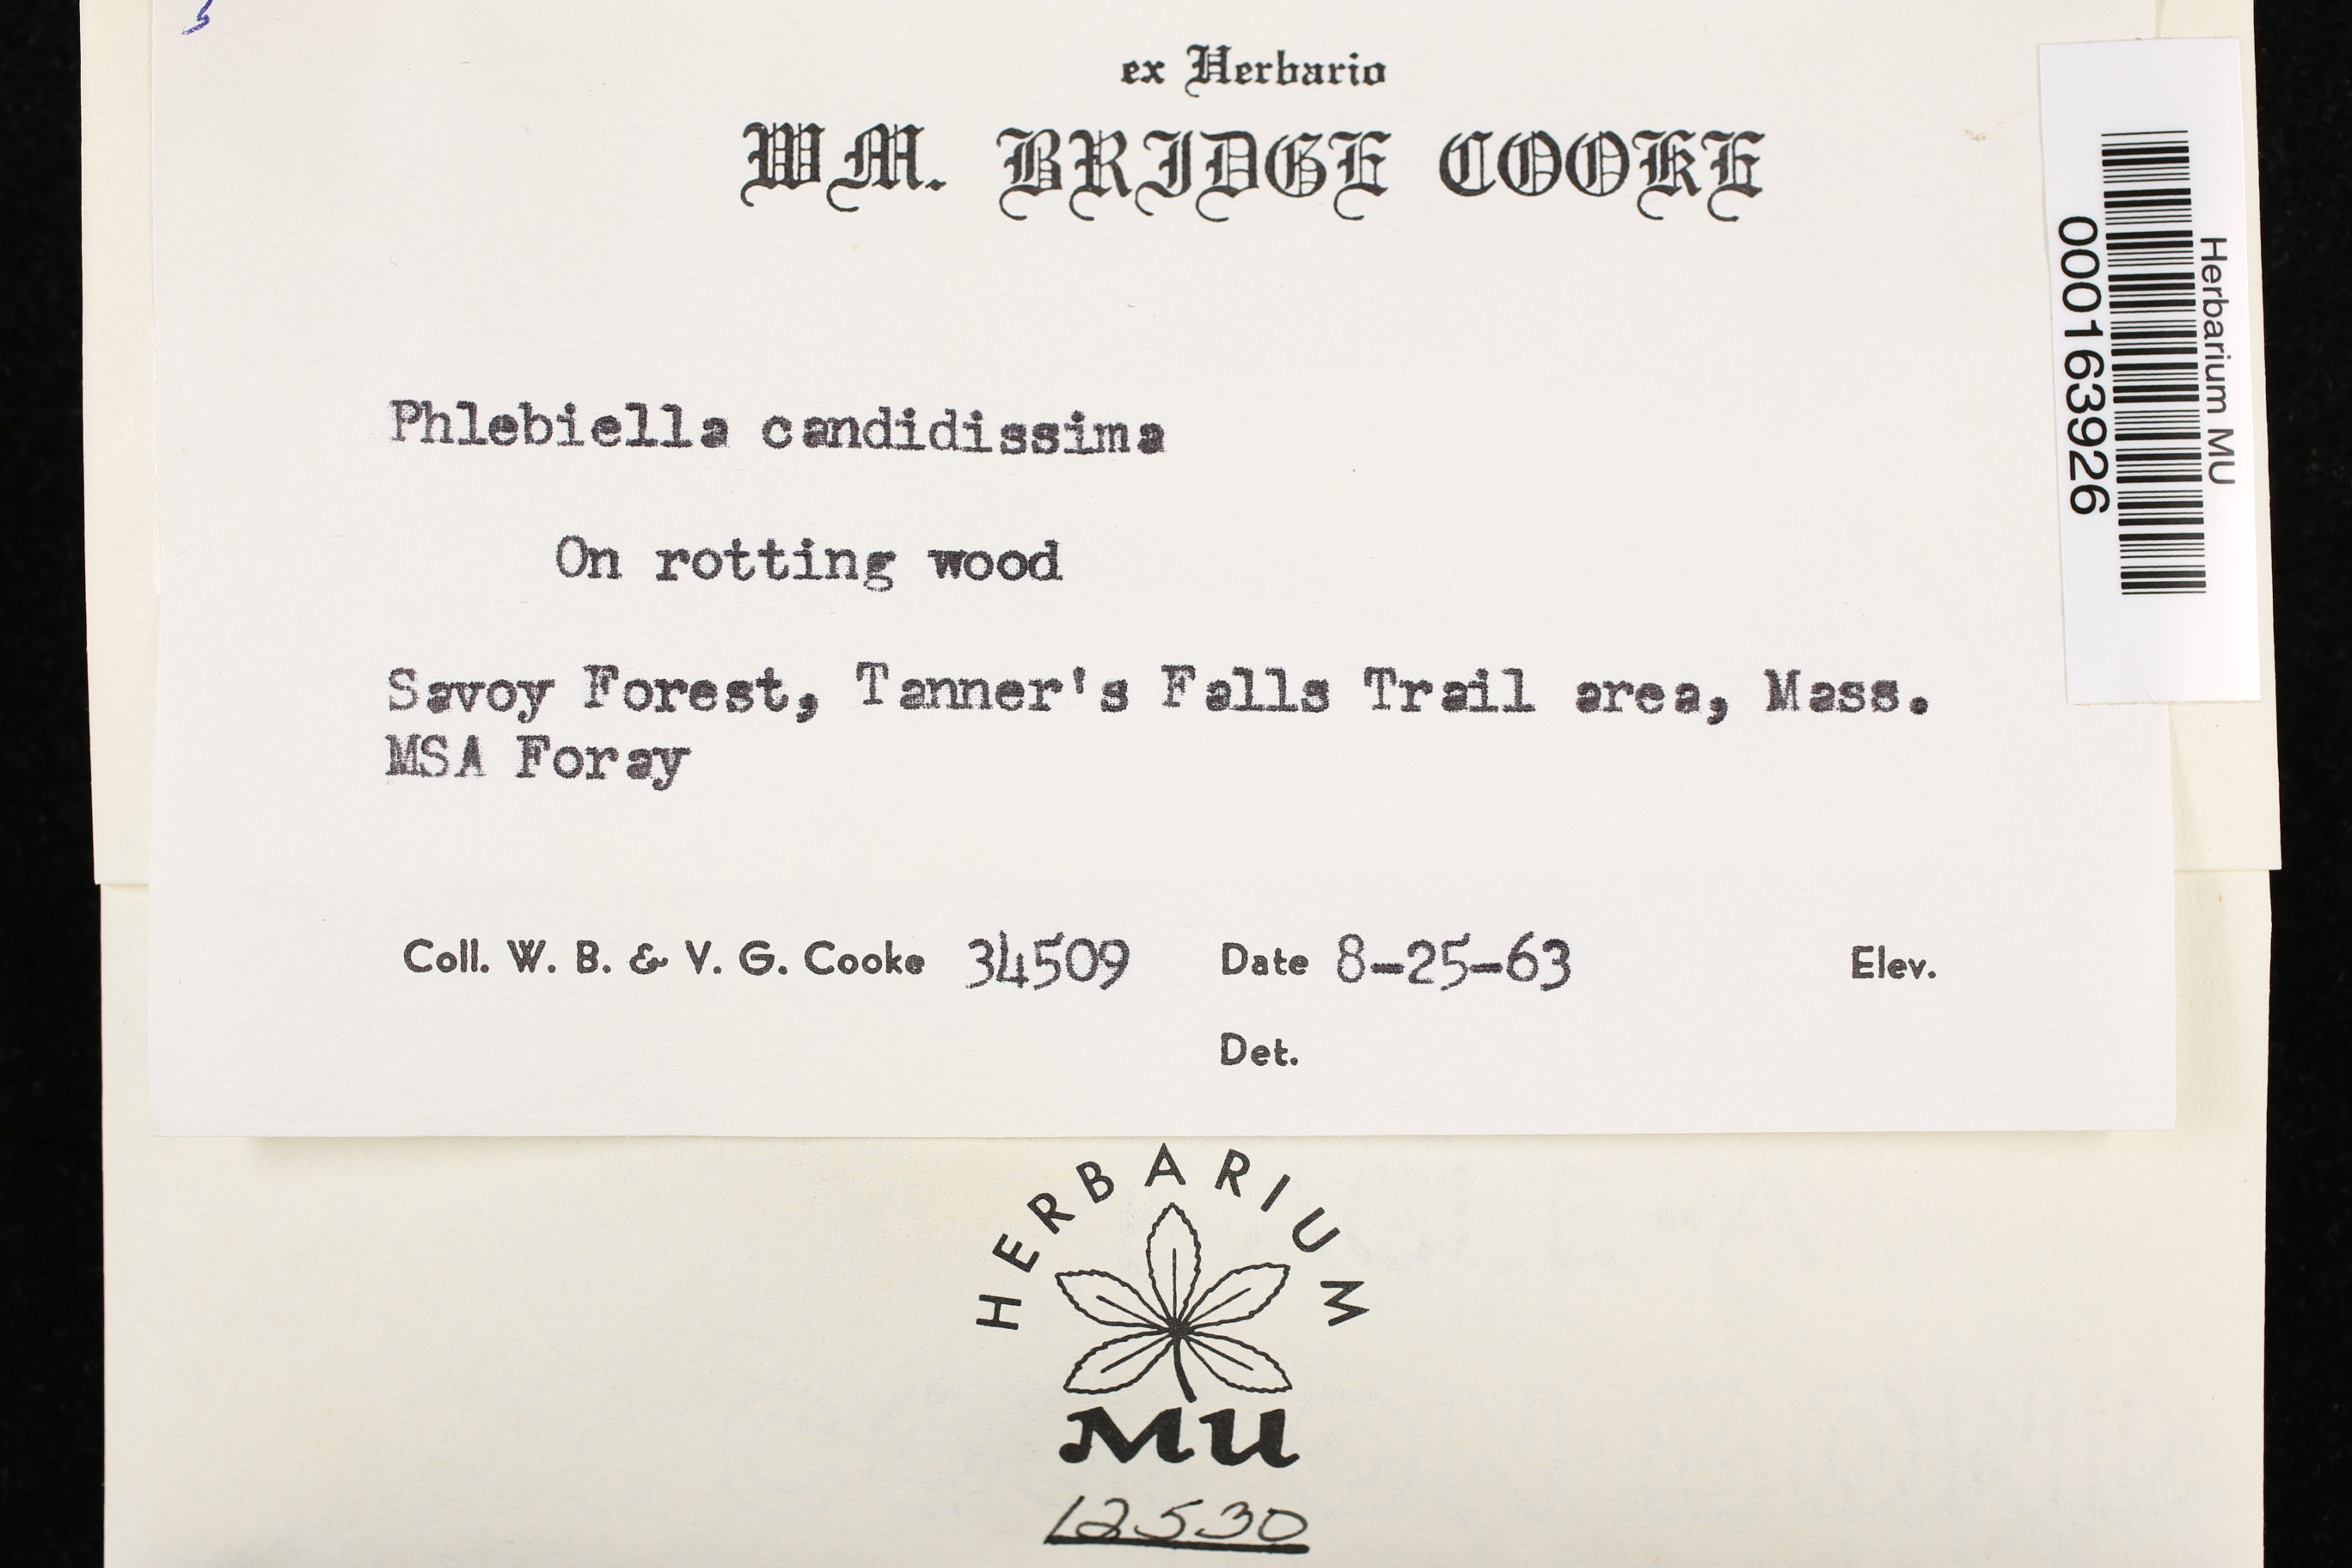 ex Herbario
WM. BRIDGE COOKE
Phlebiella candidissima
On rotting wood
Savoy Forest, Tanner's Falls Trail area, Mass.
MSA Foray
Coll. W. B. & V. G. Cooke 34509 Date 8-25-63 Elev.
Det.
Herbarium MU
000163926
HERBARIUM
MU
12530